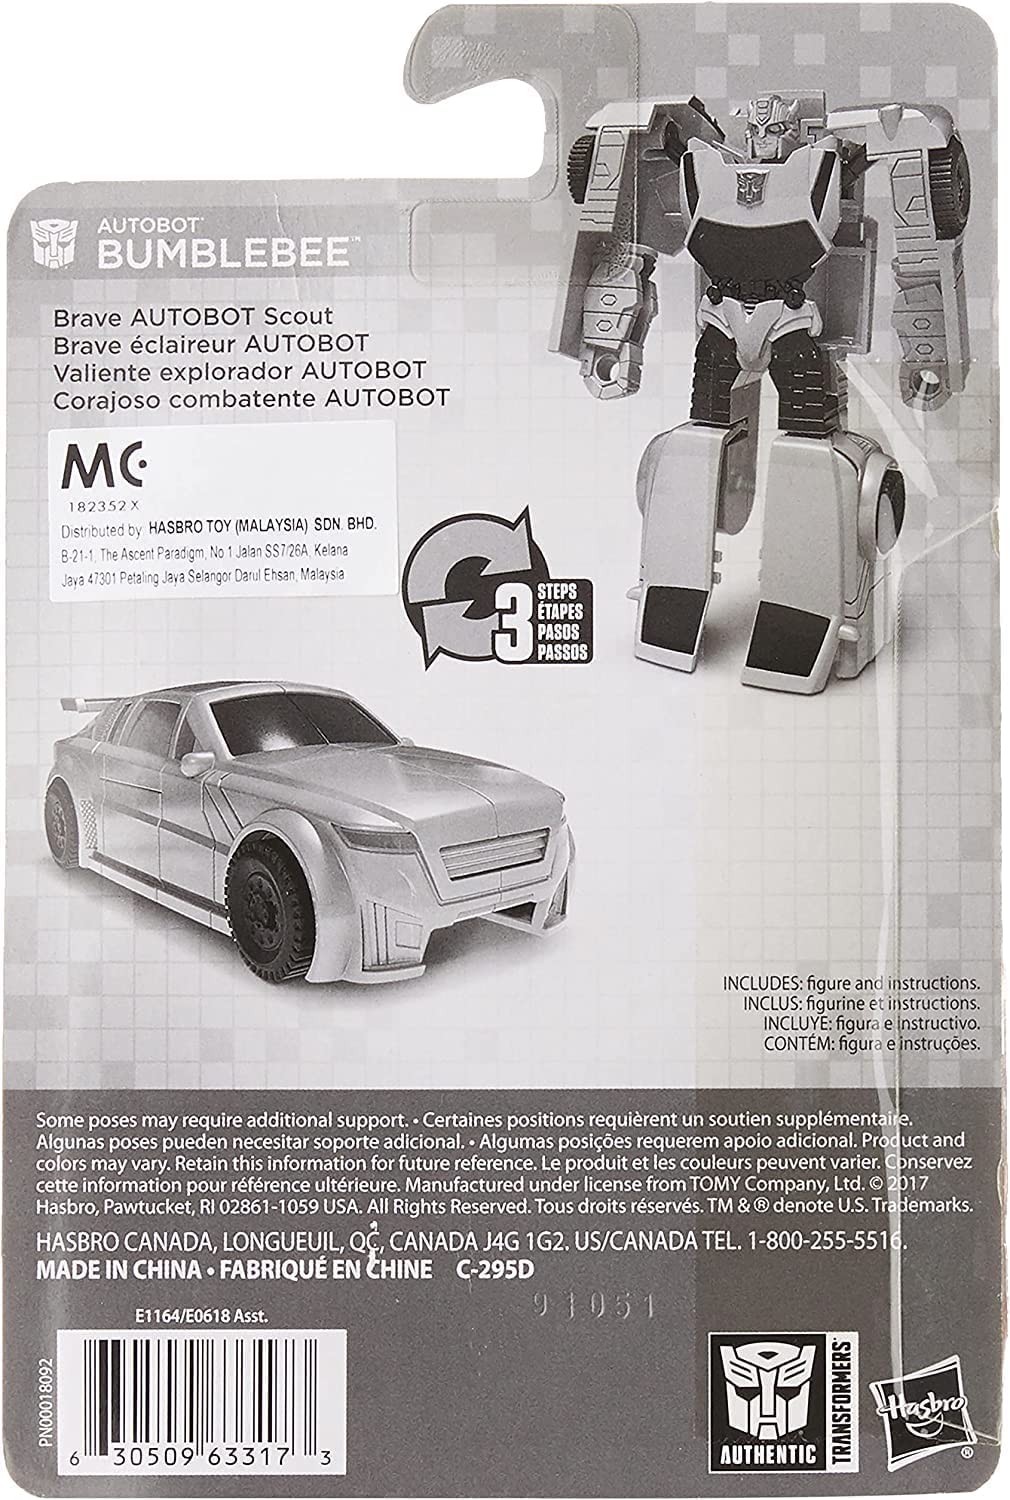 AUTOBOT
BUMBLEBEE™
Brave AUTOBOT Scout
Brave éclaireur AUTOBOT
Valiente explorador AUTOBOT
Corajoso combatente AUTOBOT
MC
182352 X
Distributed by HASBRO TOY (MALAYSIA) SDN. BHD.
B-21-1, The Ascent Paradigm, No 1 Jalan SS7/26A, Kelana
Jaya 47301 Petaling Jaya Selangor Darul Ehsan, Malaysia
3
STEPS
ÉTAPES
PASOS
PASSOS
INCLUDES: figure and instructions.
INCLUS: figurine et instructions.
INCLUYE: figura e instructivo.
CONTÉM: figura e instruções.
Some poses may require additional support. • Certaines positions requièrent un soutien supplémentaire.
Algunas poses pueden necesitar soporte adicional. • Algumas posições requerem apoio adicional. Product and
colors may vary. Retain this information for future reference. Le produit et les couleurs peuvent varier. Conservez
cette information pour référence ultérieure. Manufactured under license from TOMY Company, Ltd. © 2017
Hasbro, Pawtucket, RI 02861-1059 USA. All Rights Reserved. Tous droits réservés. TM & ® denote U.S. Trademarks.
HASBRO CANADA, LONGUEUIL, QC, CANADA J4G 1G2. US/CANADA TEL. 1-800-255-5516.
MADE IN CHINA • FABRIQUÉ EN CHINE C-295D
91051
E1164/E0618 Asst.
PN00018092
6 30509 63317 3
AUTHENTIC
TRANSFORMERS
Hasbro
®